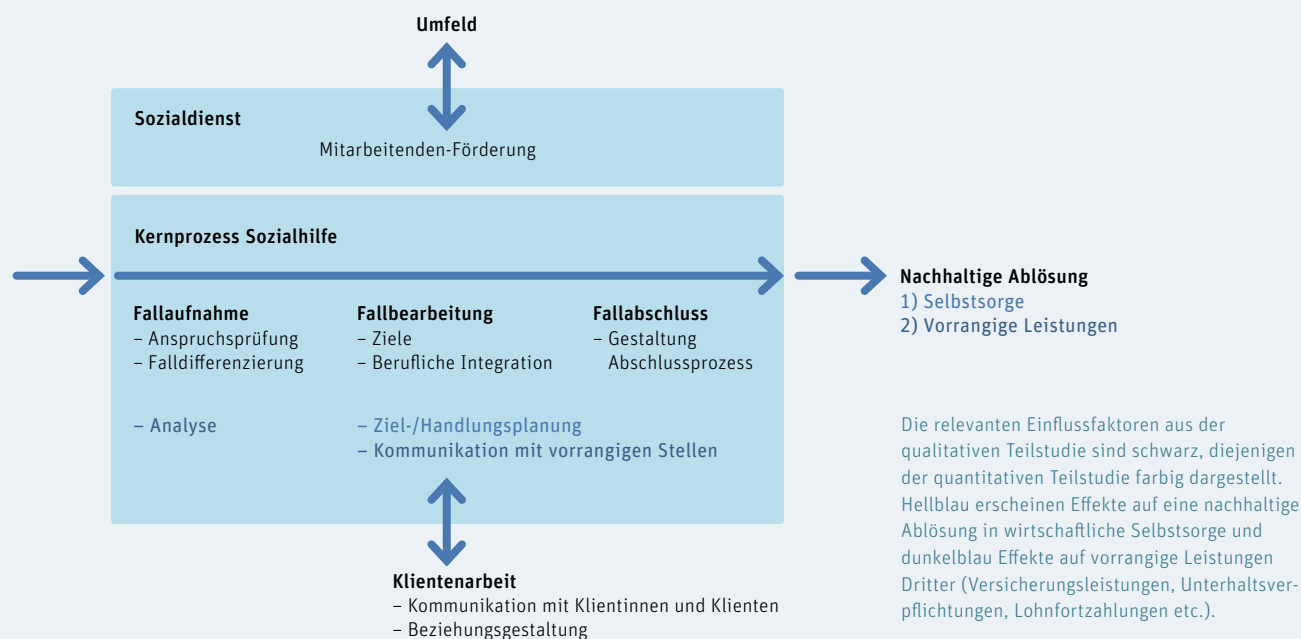 Umfeld
Sozialdienst
Mitarbeitenden-Förderung
Kernprozess Sozialhilfe
Fallaufnahme
– Anspruchsprüfung
– Falldifferenzierung
– Analyse
Fallbearbeitung
– Ziele
– Berufliche Integration
– Ziel-/Handlungsplanung
– Kommunikation mit vorrangigen Stellen
Fallabschluss
– Gestaltung
Abschlussprozess
Nachhaltige Ablösung
1) Selbstsorge
2) Vorrangige Leistungen
Klientenarbeit
– Kommunikation mit Klientinnen und Klienten
– Beziehungsgestaltung
Die relevanten Einflussfaktoren aus der
qualitativen Teilstudie sind schwarz, diejenigen
der quantitativen Teilstudie farbig dargestellt.
Hellblau erscheinen Effekte auf eine nachhaltige
Ablösung in wirtschaftliche Selbstsorge und
dunkelblau Effekte auf vorrangige Leistungen
Dritter (Versicherungsleistungen, Unterhaltsver-
pflichtungen, Lohnfortzahlungen etc.).